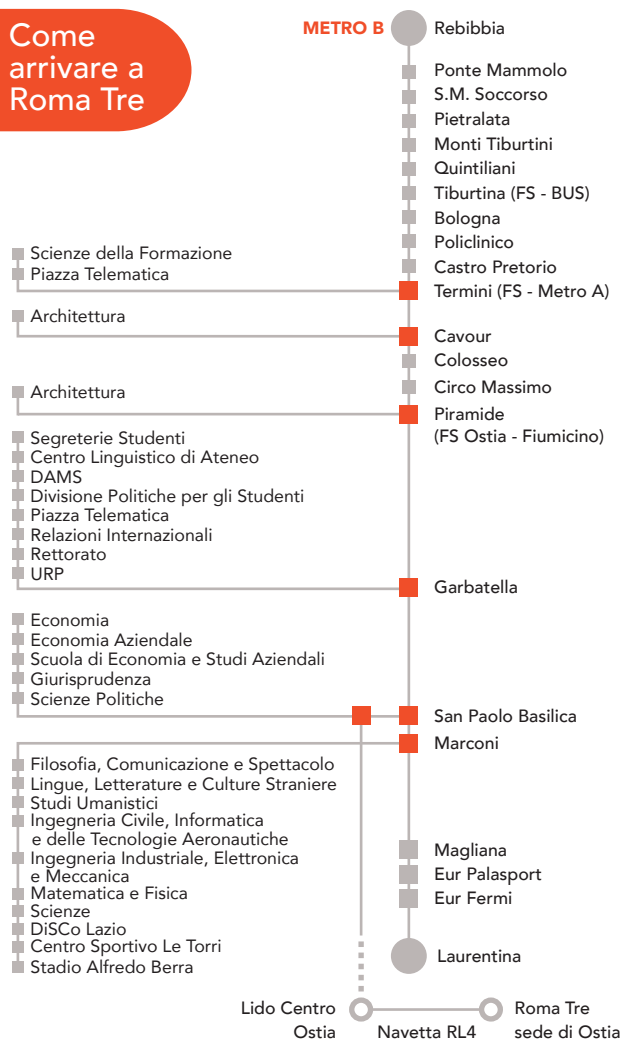 Come
arrivare a
Roma Tre
METRO B
Rebibbia
Ponte Mammolo
S.M. Soccorso
Pietralata
Monti Tiburtini
Quintiliani
Tiburtina (FS - BUS)
Bologna
Policlinico
Castro Pretorio
Termini (FS - Metro A)
Scienze della Formazione
Piazza Telematica
Architettura
Cavour
Colosseo
Circo Massimo
Architettura
Piramide
(FS Ostia - Fiumicino)
Segreterie Studenti
Centro Linguistico di Ateneo
DAMS
Divisione Politiche per gli Studenti
Piazza Telematica
Relazioni Internazionali
Rettorato
URP
Garbatella
Economia
Economia Aziendale
Scuola di Economia e Studi Aziendali
Giurisprudenza
Scienze Politiche
San Paolo Basilica
Marconi
Filosofia, Comunicazione e Spettacolo
Lingue, Letterature e Culture Straniere
Studi Umanistici
Ingegneria Civile, Informatica
e delle Tecnologie Aeronautiche
Ingegneria Industriale, Elettronica
e Meccanica
Matematica e Fisica
Scienze
DiSCo Lazio
Centro Sportivo Le Torri
Stadio Alfredo Berra
Magliana
Eur Palasport
Eur Fermi
Laurentina
Lido Centro
Ostia
Navetta RL4
Roma Tre
sede di Ostia